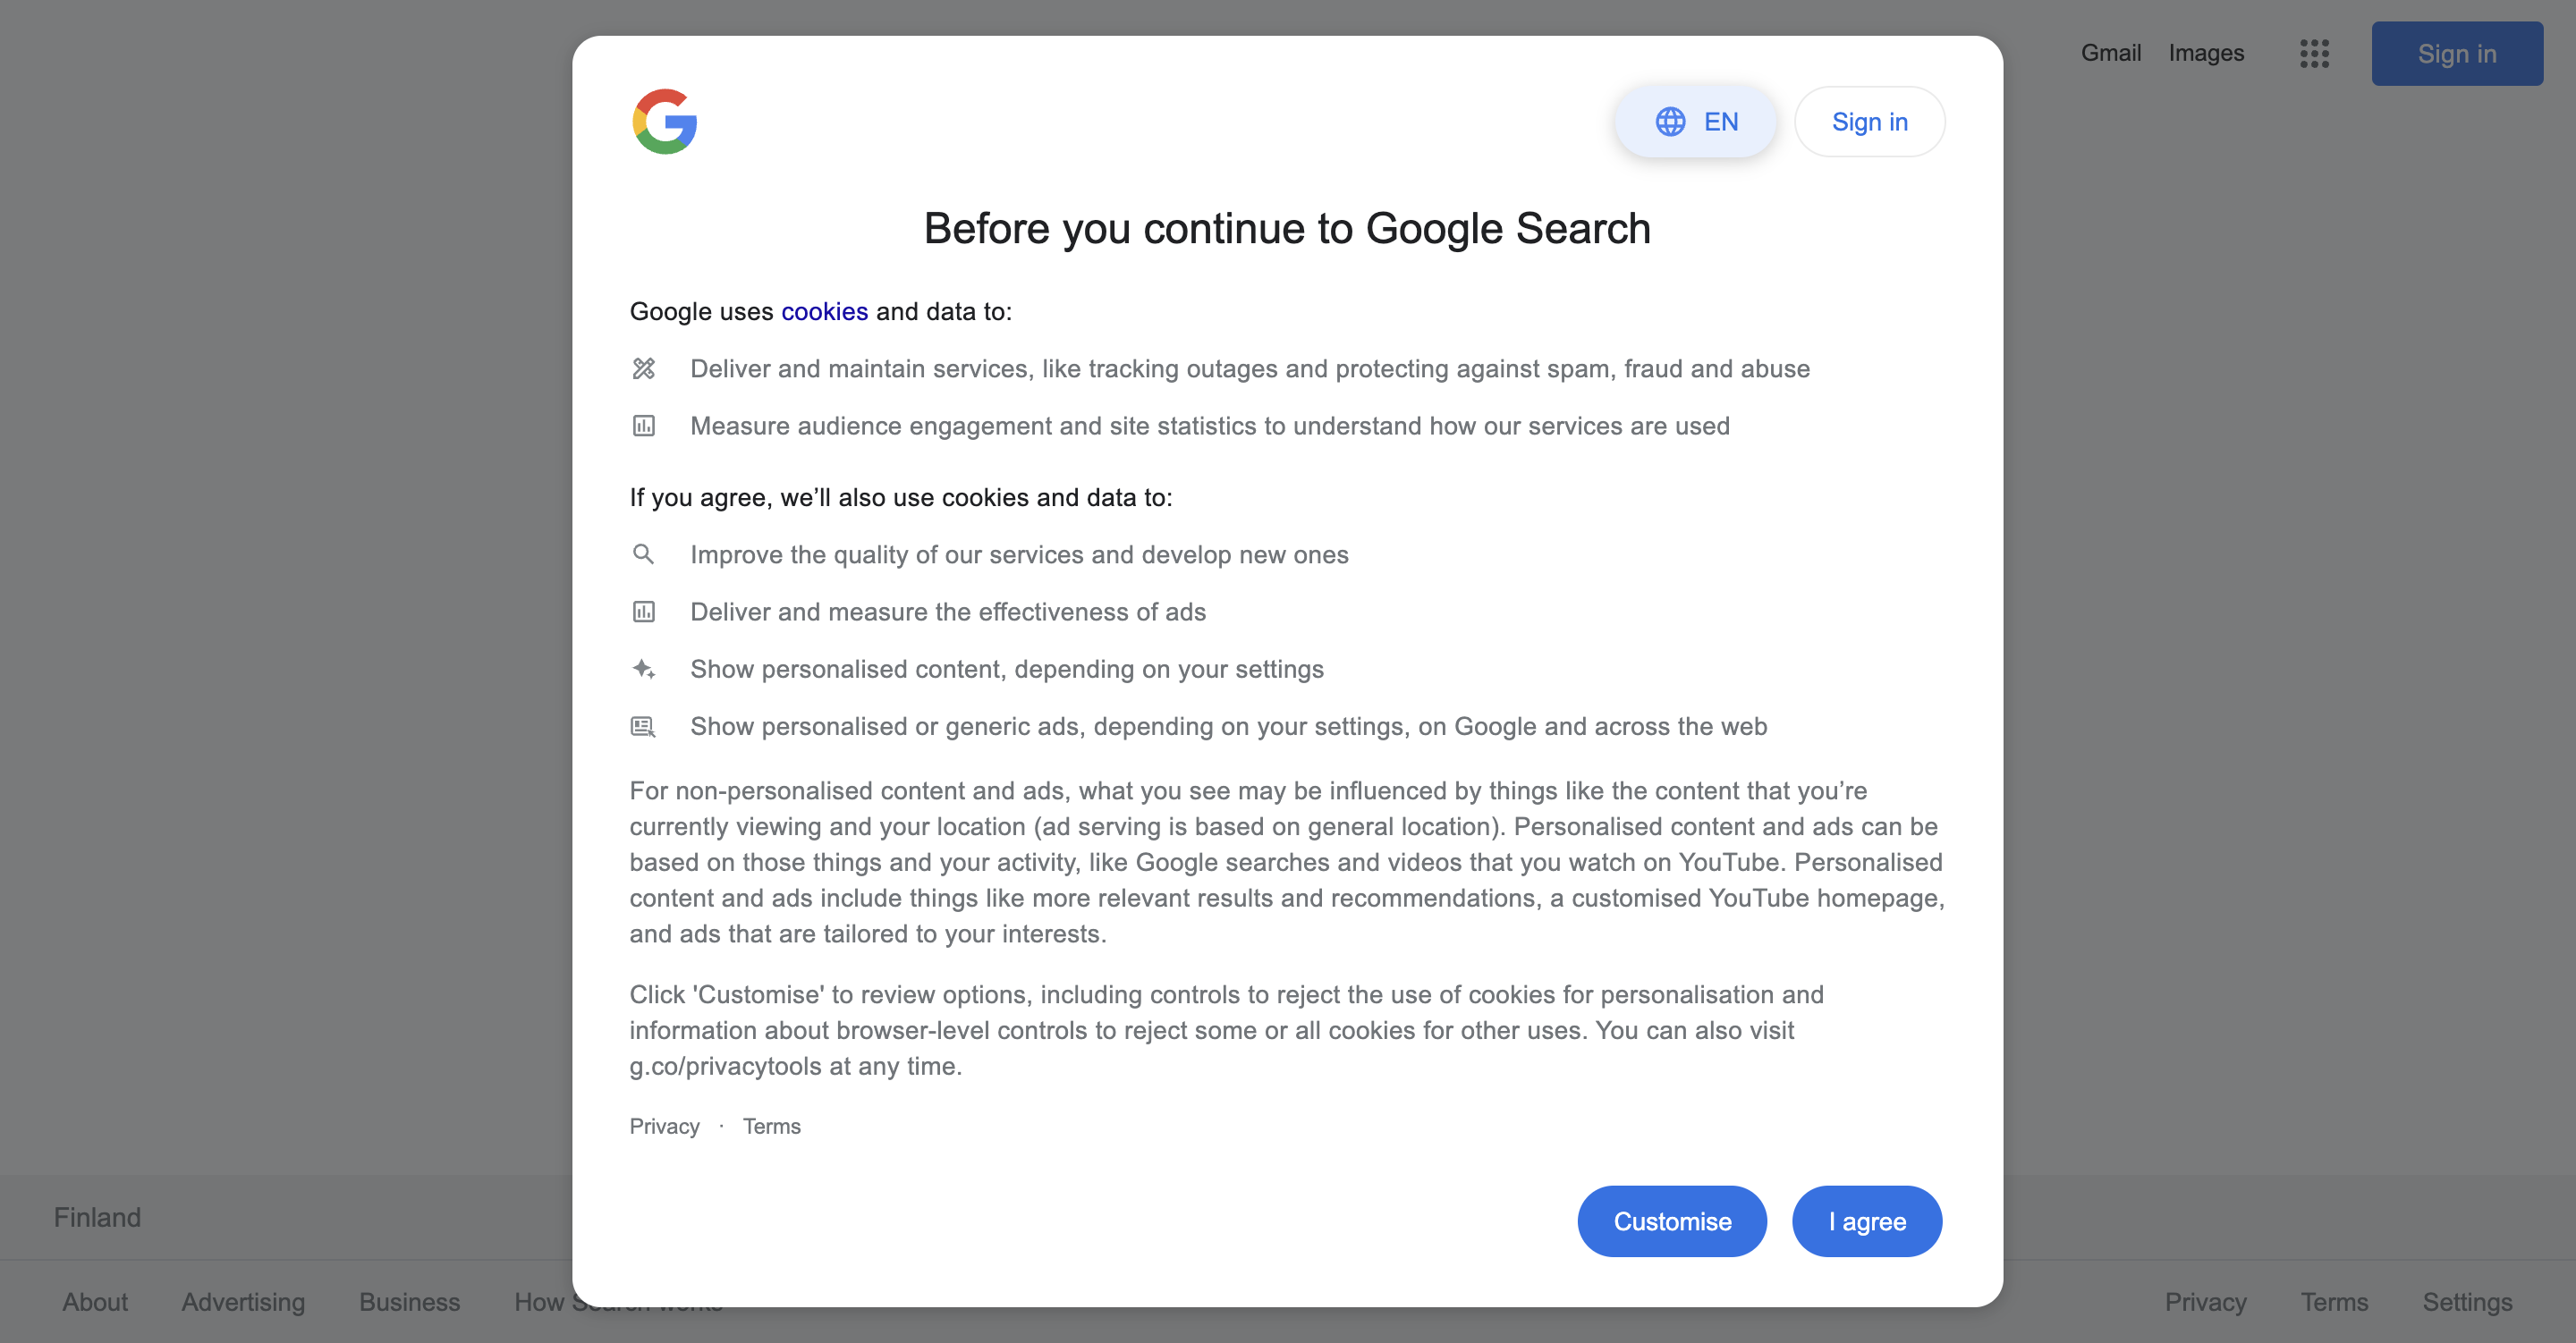 Gmail Images Sign in
EN Sign in
Before you continue to Google Search
Google uses cookies and data to:
Deliver and maintain services, like tracking outages and protecting against spam, fraud and abuse
Measure audience engagement and site statistics to understand how our services are used
If you agree, we’ll also use cookies and data to:
Improve the quality of our services and develop new ones
Deliver and measure the effectiveness of ads
Show personalised content, depending on your settings
Show personalised or generic ads, depending on your settings, on Google and across the web
For non-personalised content and ads, what you see may be influenced by things like the content that you’re
currently viewing and your location (ad serving is based on general location). Personalised content and ads can be
based on those things and your activity, like Google searches and videos that you watch on YouTube. Personalised
content and ads include things like more relevant results and recommendations, a customised YouTube homepage,
and ads that are tailored to your interests.
Click 'Customise' to review options, including controls to reject the use of cookies for personalisation and
information about browser-level controls to reject some or all cookies for other uses. You can also visit
g.co/privacytools at any time.
Privacy · Terms
Customise I agree
Finland
About Advertising Business How Search works Privacy Terms Settings